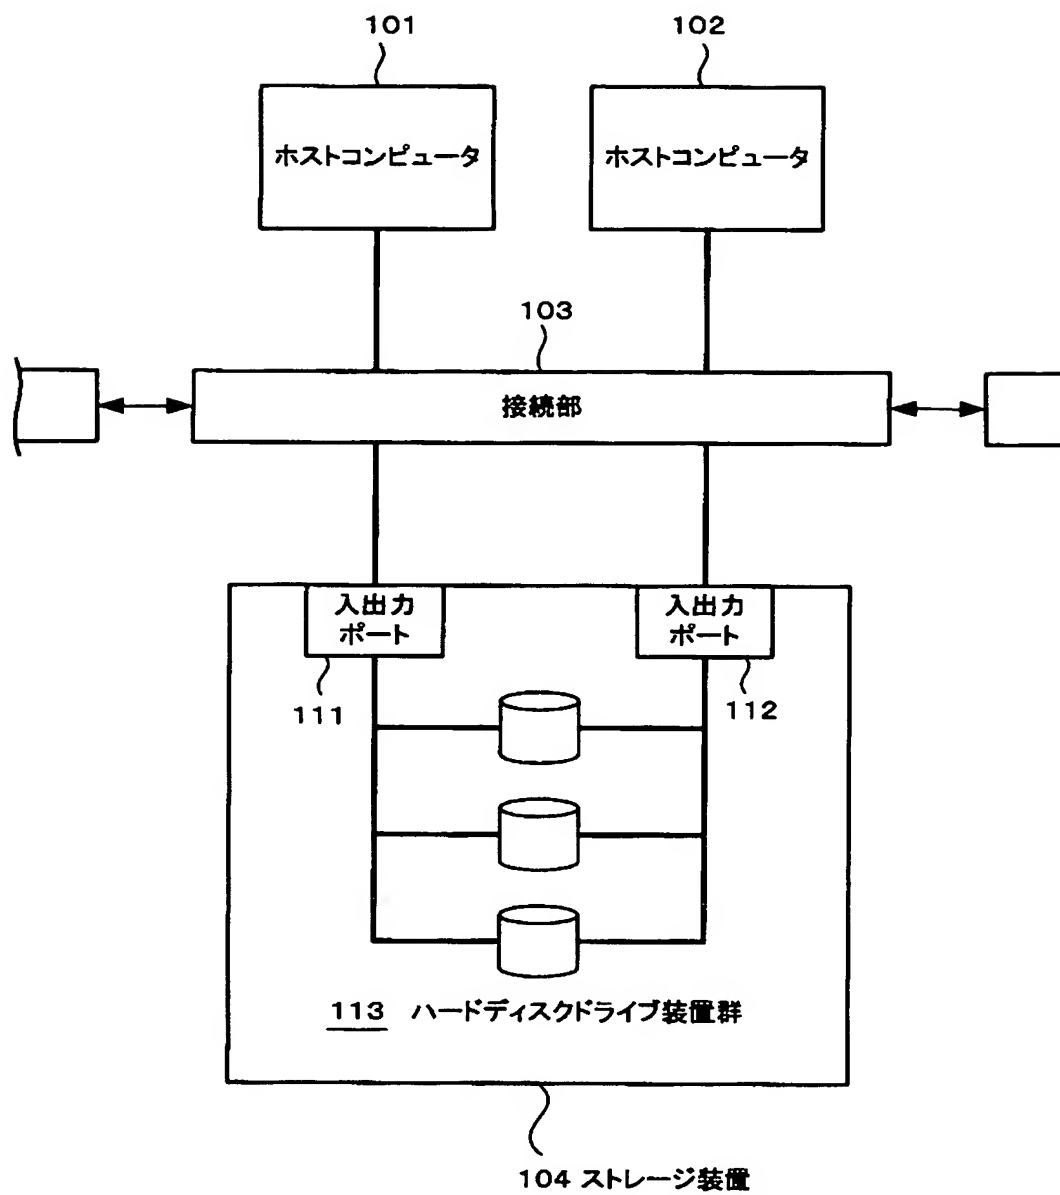 101
102
ホストコンピュータ
ホストコンピュータ
103
接続部
入出力
ポート
入出力
ポート
111
112
113 ハードディスクドライブ装置群
104 ストレージ装置